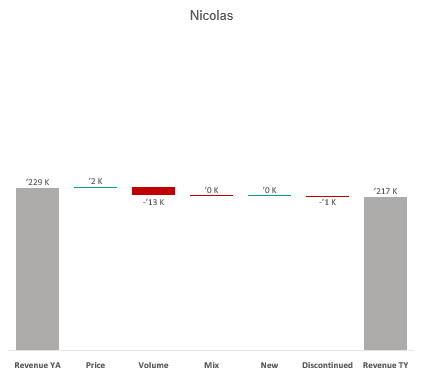 Nicolas
'229 K
'2 K
-'13 K
'0 K
'0 K
-'1 K
'217 K
Revenue YA
Price
Volume
Mix
New
Discontinued
Revenue TY